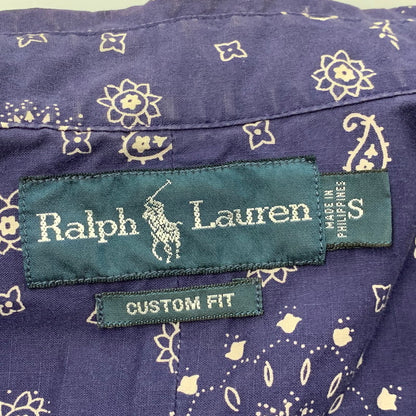 Ralph Lauren
MADE IN
PHILIPPINES
S
CUSTOM FIT